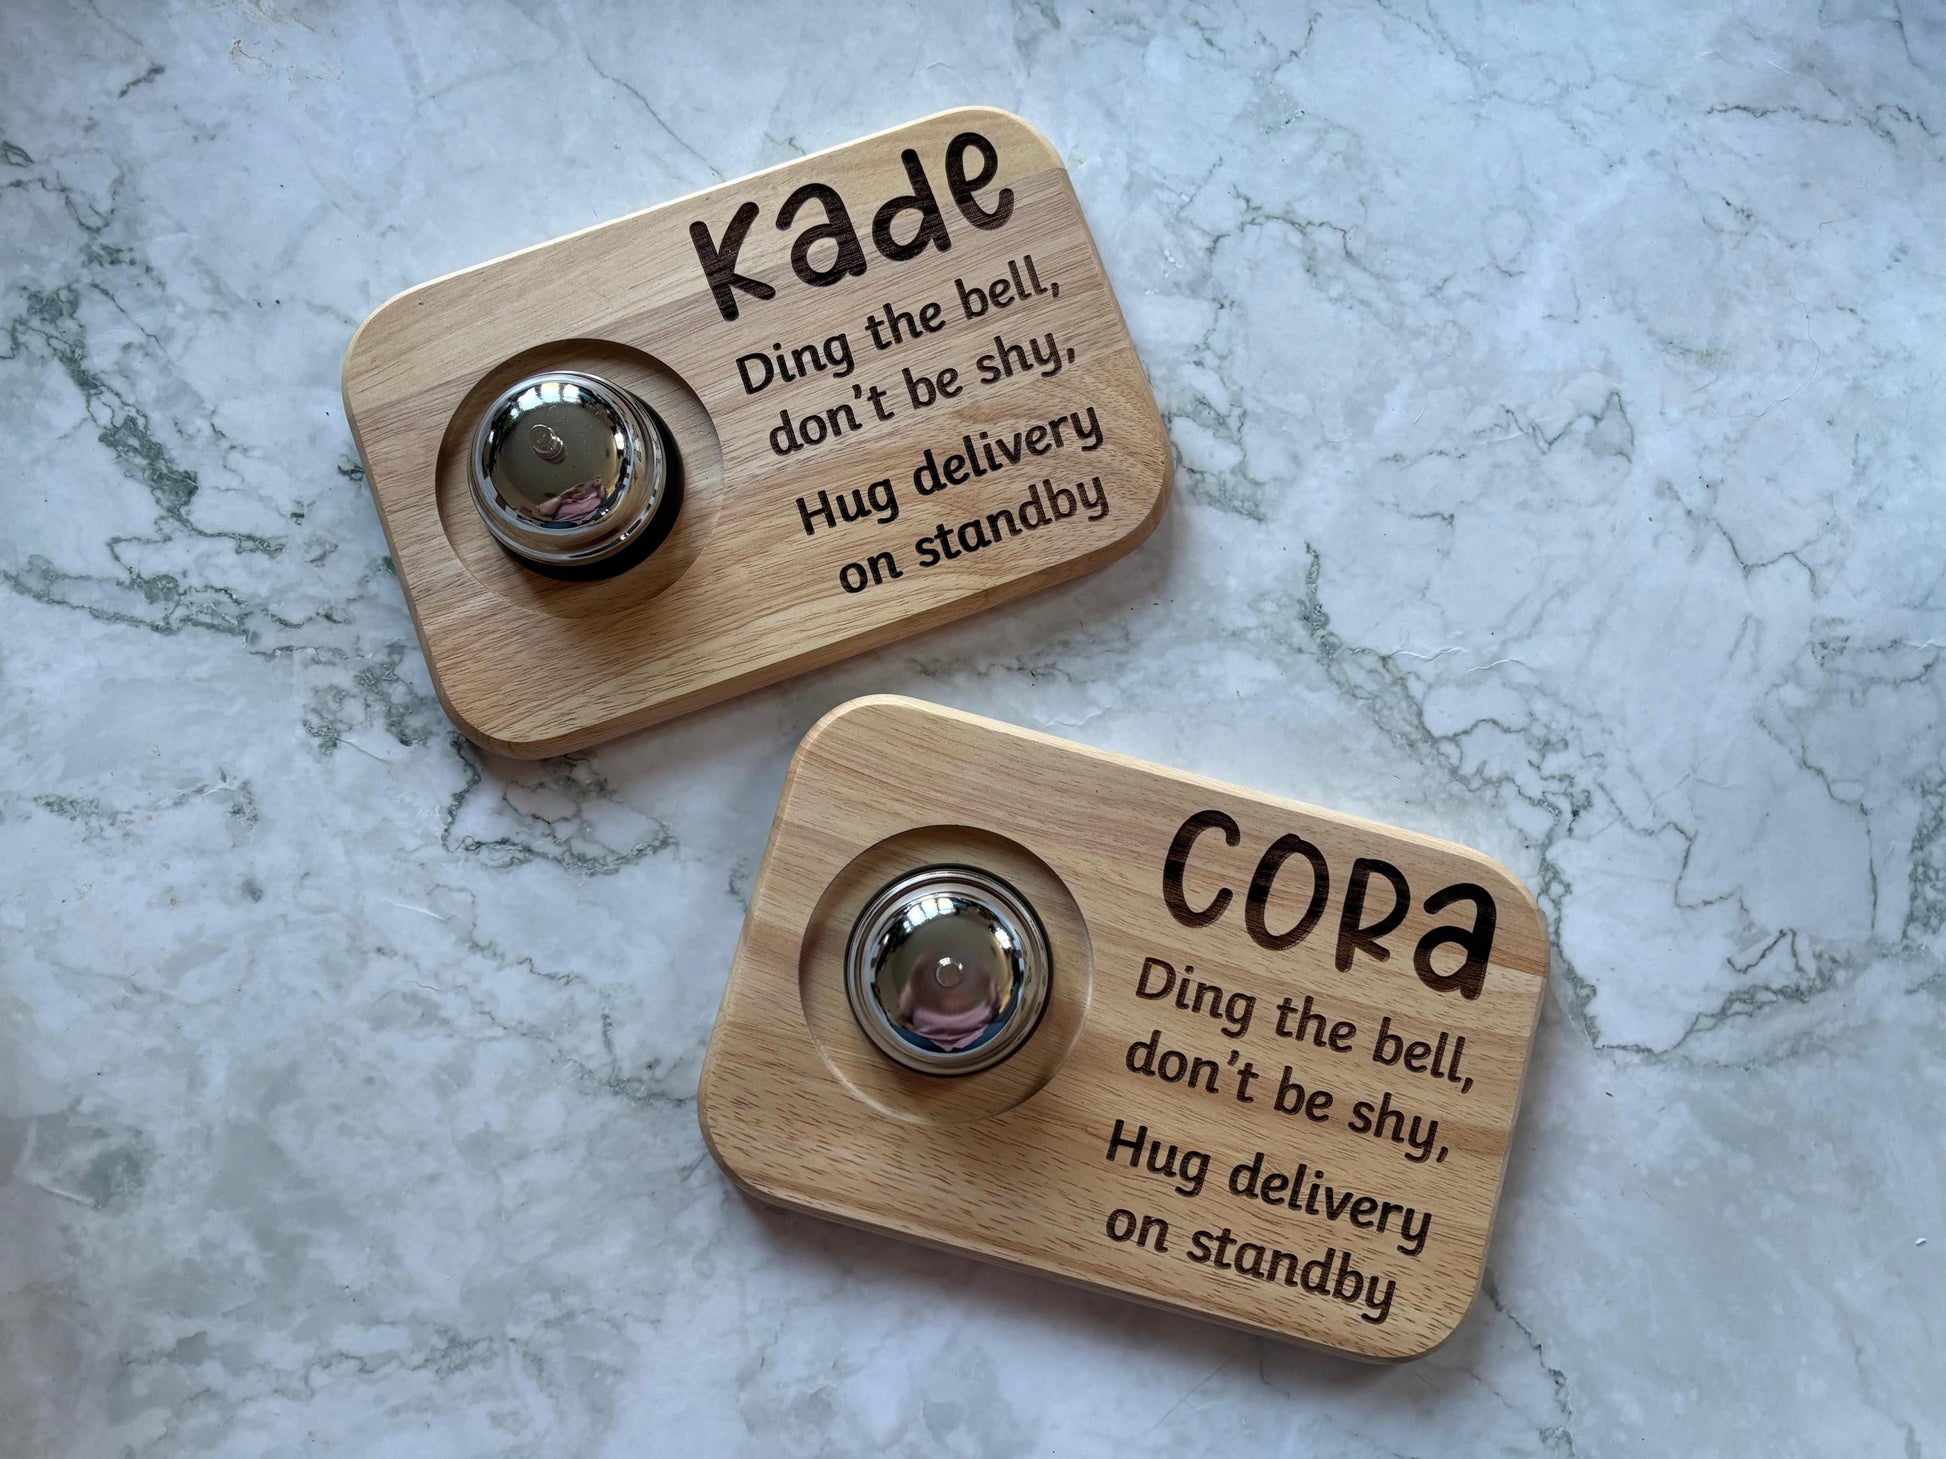 Kade
Ding the bell,
don't be shy,
Hug delivery
on standby
CORa
Ding the bell,
don't be shy,
Hug delivery
on standby